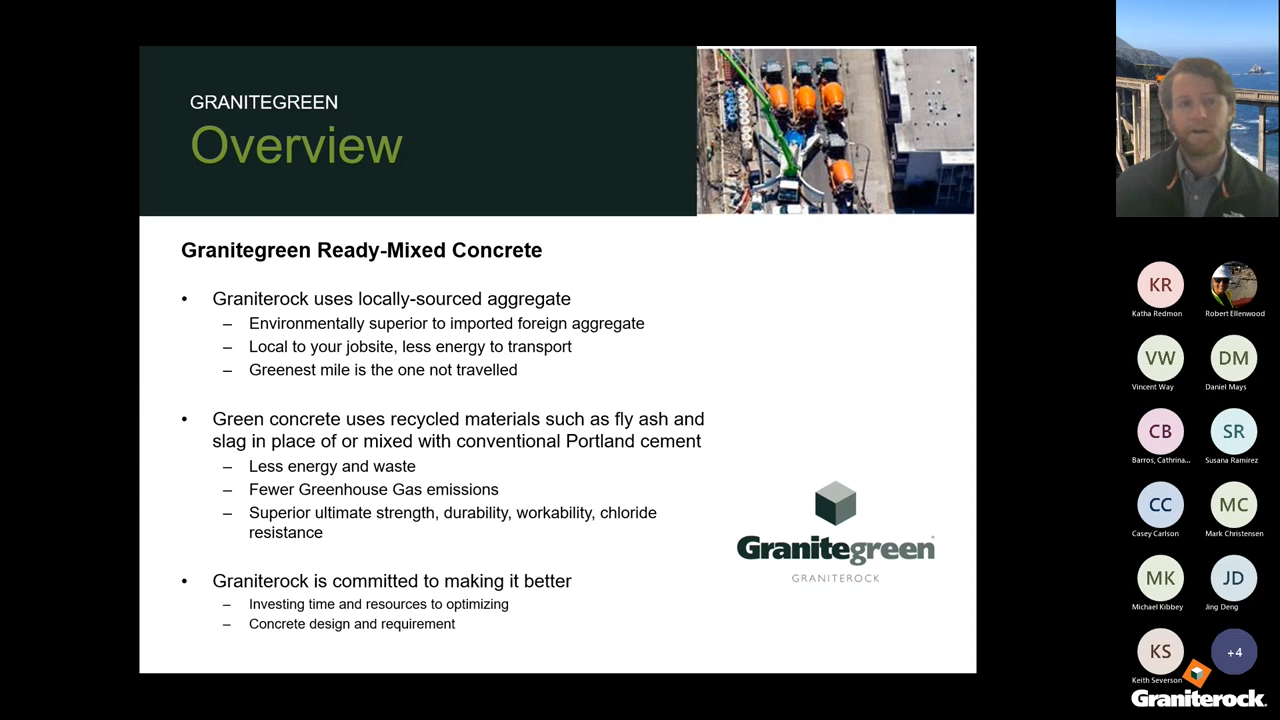 GRANITEGREEN
Overview
Granitegreen Ready-Mixed Concrete
• Graniterock uses locally-sourced aggregate
– Environmentally superior to imported foreign aggregate
– Local to your jobsite, less energy to transport
– Greenest mile is the one not travelled
• Green concrete uses recycled materials such as fly ash and
slag in place of or mixed with conventional Portland cement
– Less energy and waste
– Fewer Greenhouse Gas emissions
– Superior ultimate strength, durability, workability, chloride
resistance
• Graniterock is committed to making it better
– Investing time and resources to optimizing
– Concrete design and requirement
Granitegreen
GRANITEROCK
KR
Katha Redmon
Robert Ellenwood
VW
Vincent Way
DM
Daniel Mays
CB
Barros, Cathrina...
SR
Susana Ramirez
CC
Casey Carlson
MC
Mark Christensen
MK
Michael Kibbey
JD
Jing Deng
KS
Keith Severson
+4
Graniterock.